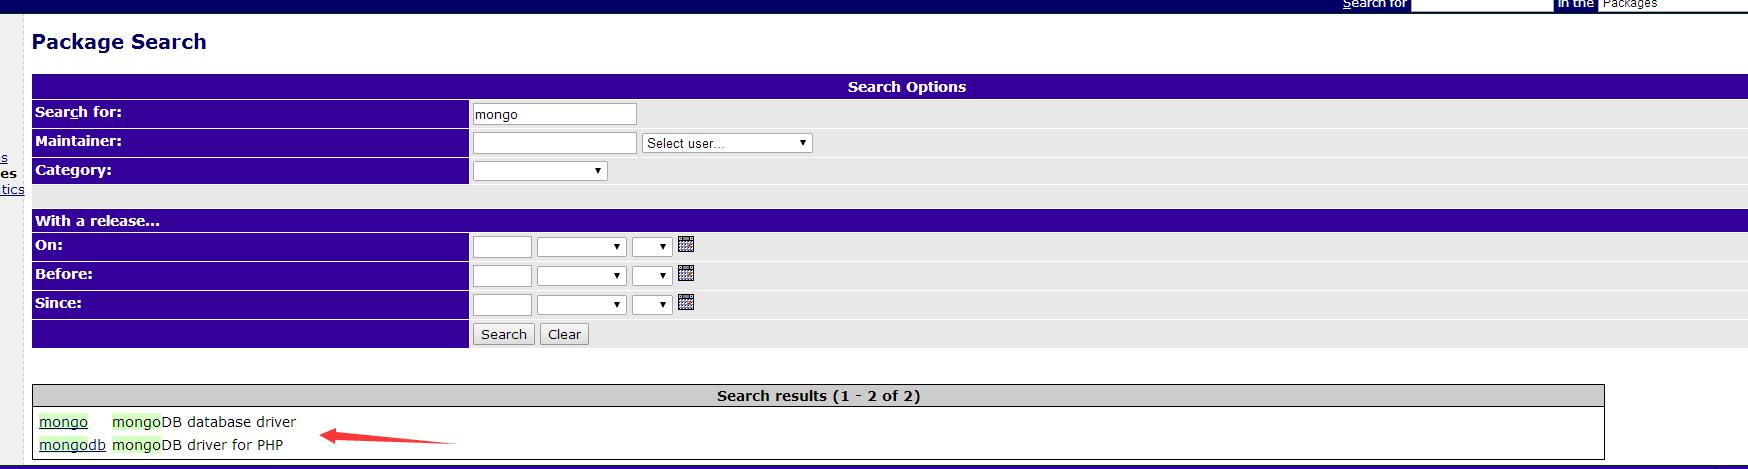 Search for in the Packages
Package Search
Search Options
Search for: mongo
Maintainer: Select user...
Category:
s
es
tics
With a release...
On:
Before:
Since:
Search Clear
Search results (1 - 2 of 2)
mongo mongoDB database driver
mongodb mongoDB driver for PHP